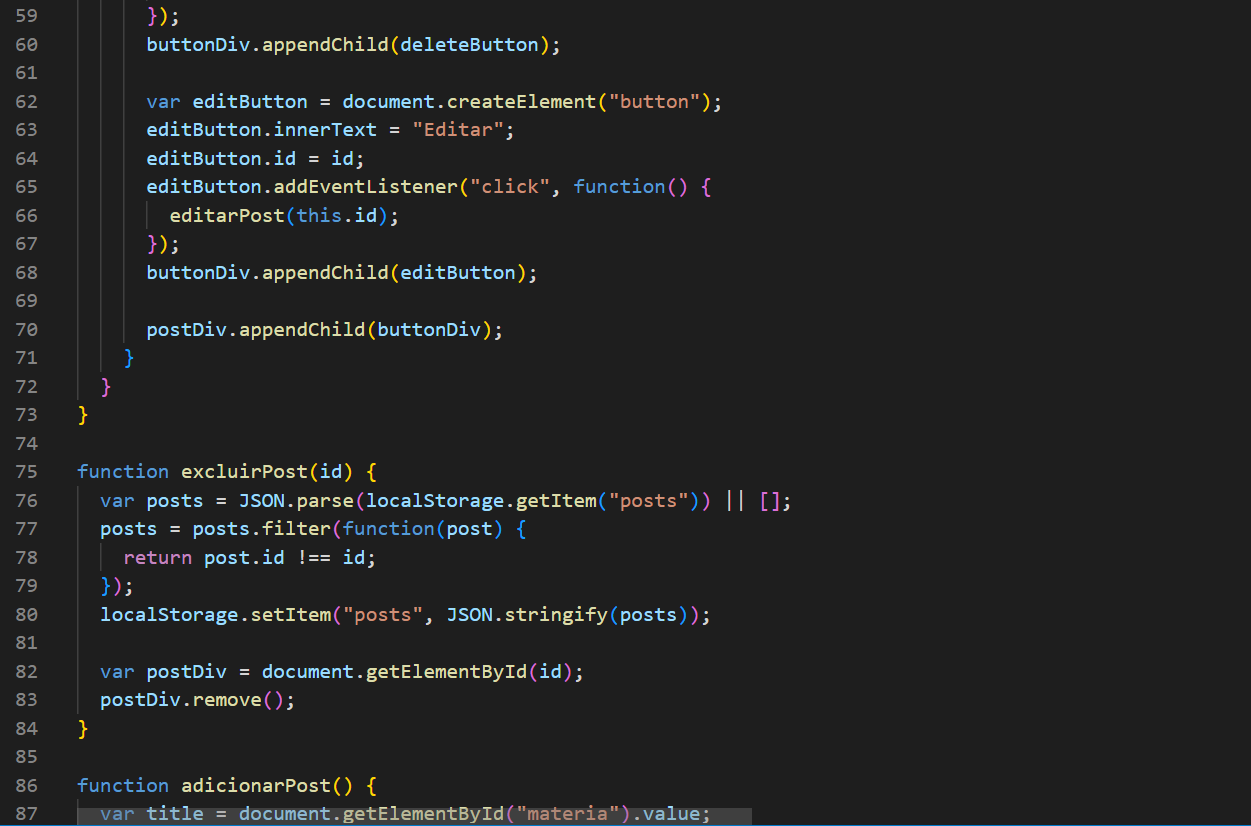 59 });
60 buttonDiv.appendChild(deleteButton);
61
62 var editButton = document.createElement("button");
63 editButton.innerText = "Editar";
64 editButton.id = id;
65 editButton.addEventListener("click", function() {
66 editarPost(this.id);
67 });
68 buttonDiv.appendChild(editButton);
69
70 postDiv.appendChild(buttonDiv);
71 }
72 }
73 }
74
75 function excluirPost(id) {
76 var posts = JSON.parse(localStorage.getItem("posts")) || [];
77 posts = posts.filter(function(post) {
78 return post.id !== id;
79 });
80 localStorage.setItem("posts", JSON.stringify(posts));
81
82 var postDiv = document.getElementById(id);
83 postDiv.remove();
84 }
85
86 function adicionarPost() {
87 var title = document.getElementById("materia").value;